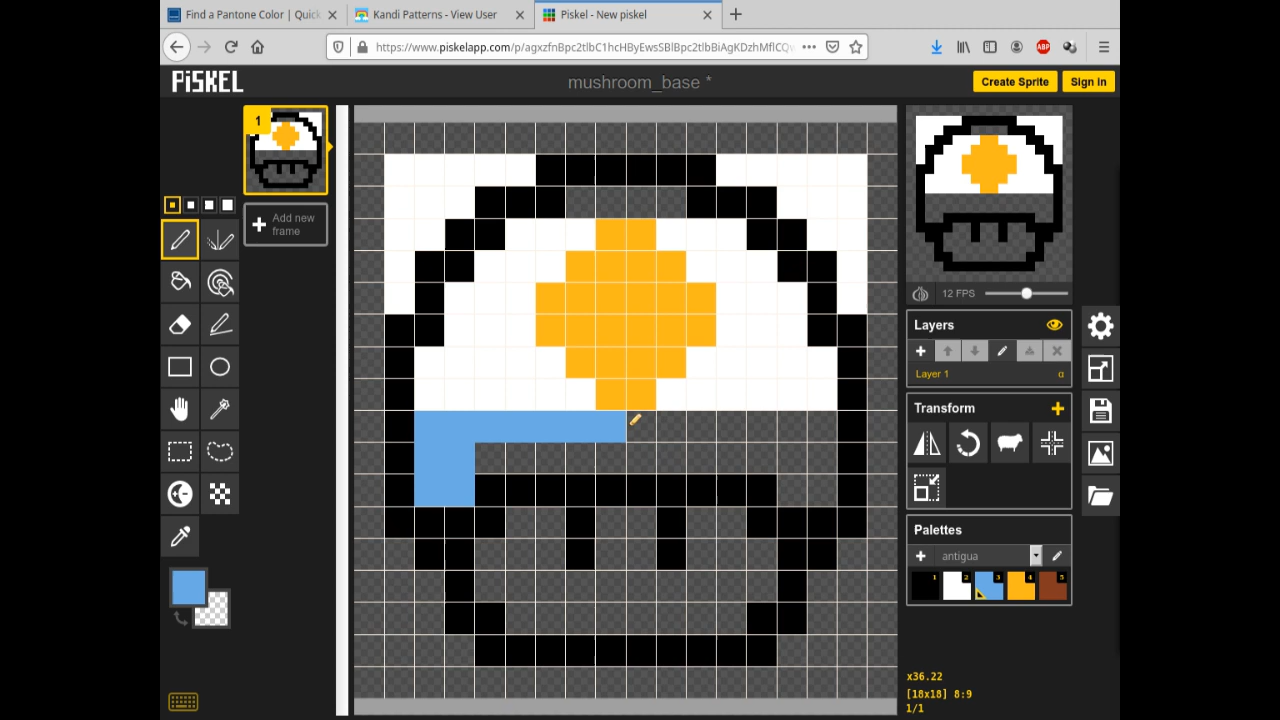 Find a Pantone Color | Quick
Kandi Patterns - View User
Piskel - New piskel
https://www.piskelapp.com/p/agxzfnBpc2tlbC1hcHByEwsSBlBpc2tlbBiAgKDzhMflCQw
ABP
PiSKEL
mushroom_base *
Create Sprite
Sign in
1
Add new
frame
12 FPS
Layers
Layer 1
α
Transform
Palettes
antigua
1 2 3 4 5
x36.22
[18x18] 8:9
1/1